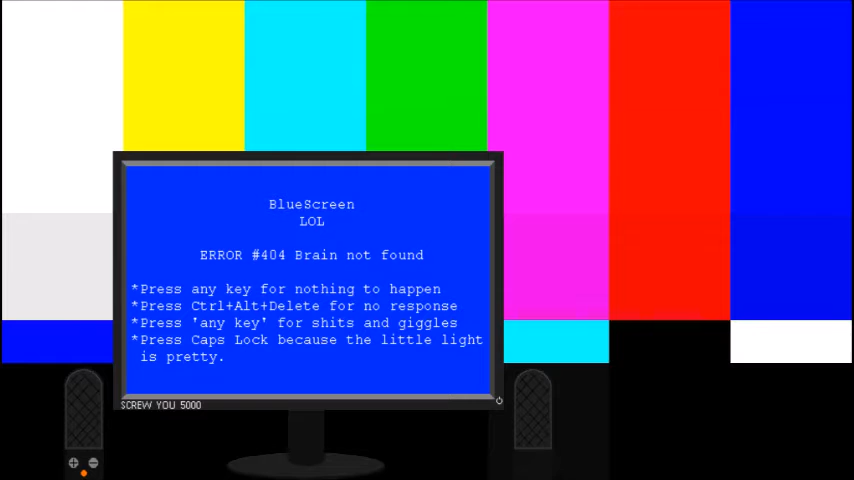 BlueScreen
LOL
ERROR #404 Brain not found
*Press any key for nothing to happen
*Press Ctrl+Alt+Delete for no response
*Press 'any key' for shits and giggles
*Press Caps Lock because the little light
is pretty.
SCREW YOU 5000